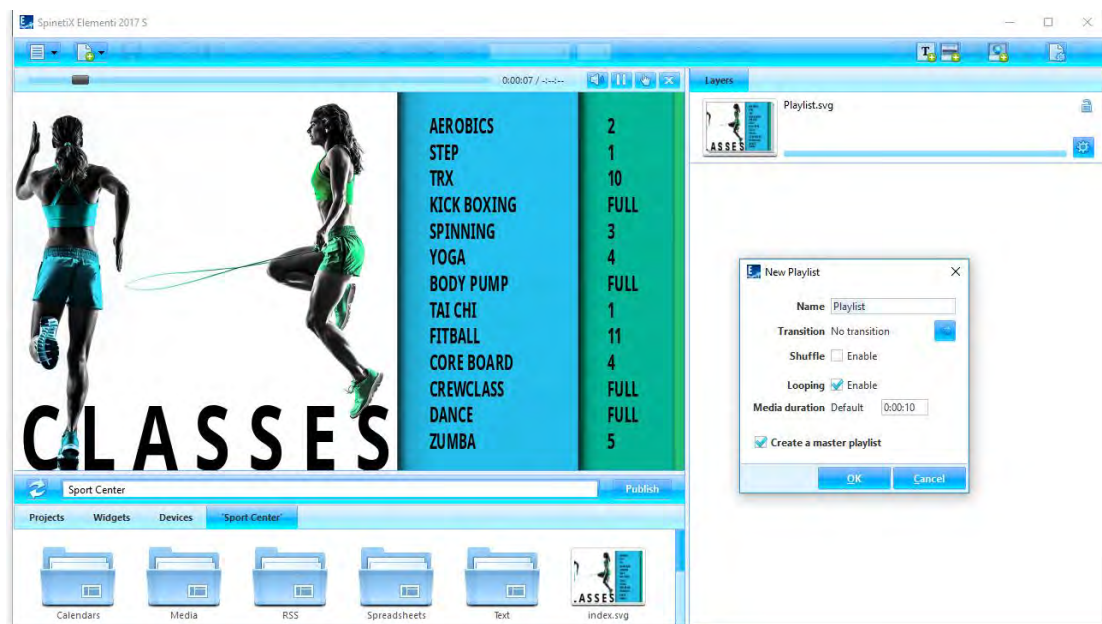 SpinetiX Elementi 2017 S
0:00:07 / -:--:--
Layers
Playlist.svg
ASSES
AEROBICS 2
STEP 1
TRX 10
KICK BOXING FULL
SPINNING 3
YOGA 4
BODY PUMP FULL
TAI CHI 1
FITBALL 11
CORE BOARD 4
CREWCLASS FULL
DANCE FULL
ZUMBA 5
CLASSES
New Playlist
Name Playlist
Transition No transition
Shuffle Enable
Looping Enable
Media duration Default 0:00:10
Create a master playlist
OK Cancel
Sport Center Publish
Projects Widgets Devices "Sport Center"
.ASSES
Calendars Media RSS Spreadsheets Text index.svg